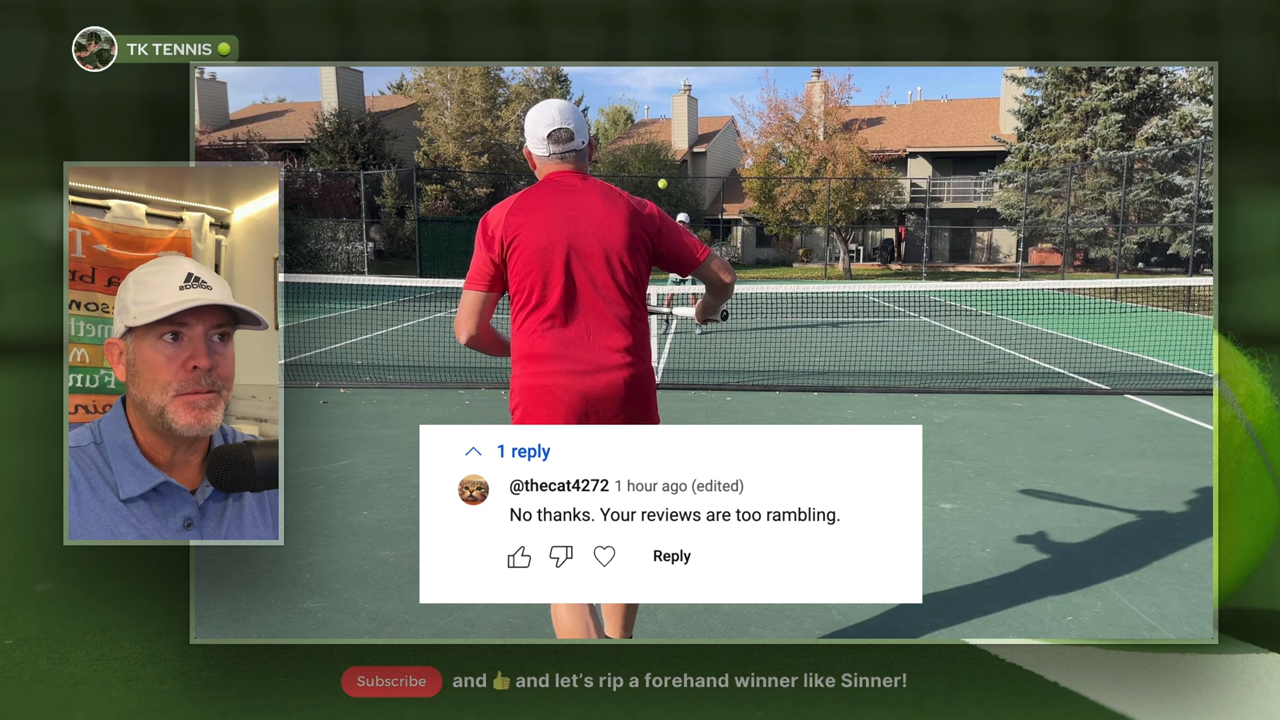 TK TENNIS
adidas
1 reply
@thecat4272 1 hour ago (edited)
No thanks. Your reviews are too rambling.
Reply
Subscribe and 👍 and let's rip a forehand winner like Sinner!